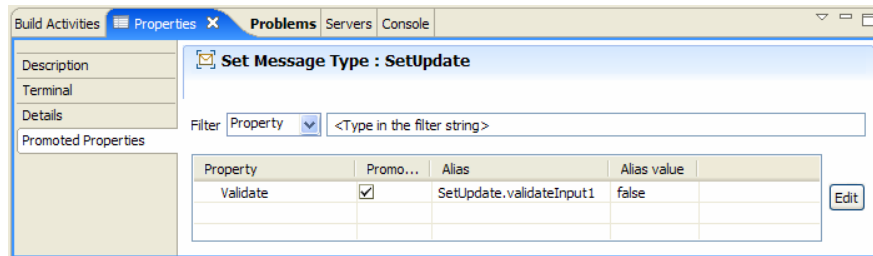 Build Activities Properties Problems Servers Console
Set Message Type : SetUpdate
Description
Terminal
Details
Promoted Properties
Filter Property <Type in the filter string>
Property Promo... Alias Alias value
Validate SetUpdate.validateInput1 false
Edit